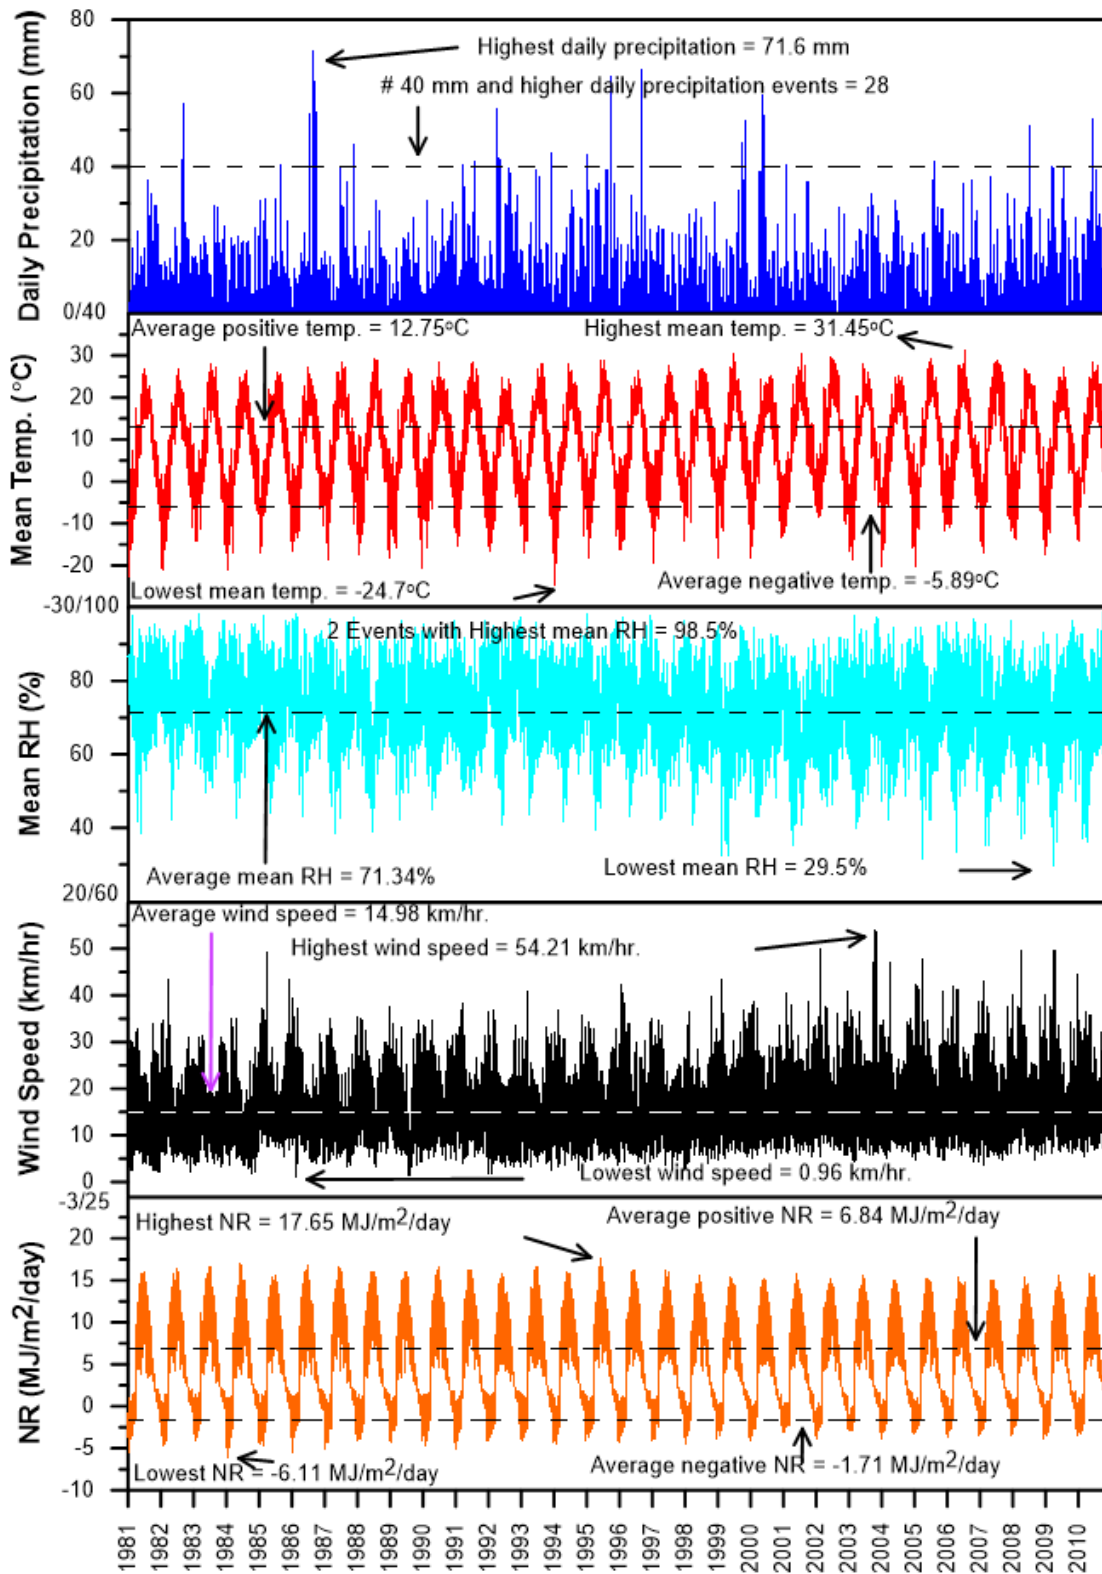 80
Highest daily precipitation = 71.6 mm
# 40 mm and higher daily precipitation events = 28
60
40
20
0/40
Daily Precipitation (mm)
Average positive temp. = 12.75°C
Highest mean temp. = 31.45°C
30
20
10
0
-10
-20
Mean Temp. (°C)
Lowest mean temp. = -24.7°C
Average negative temp. = -5.89°C
-30/100
2 Events with Highest mean RH = 98.5%
80
60
40
Mean RH (%)
Average mean RH = 71.34%
Lowest mean RH = 29.5%
20/60
Average wind speed = 14.98 km/hr.
Highest wind speed = 54.21 km/hr.
50
40
30
20
10
0
Wind Speed (km/hr)
Lowest wind speed = 0.96 km/hr.
-3/25
Highest NR = 17.65 MJ/m²/day
Average positive NR = 6.84 MJ/m²/day
20
15
10
5
0
-5
-10
NR (MJ/m²/day)
Lowest NR = -6.11 MJ/m²/day
Average negative NR = -1.71 MJ/m²/day
1981 1982 1983 1984 1985 1986 1987 1988 1989 1990 1991 1992 1993 1994 1995 1996 1997 1998 1999 2000 2001 2002 2003 2004 2005 2006 2007 2008 2009 2010